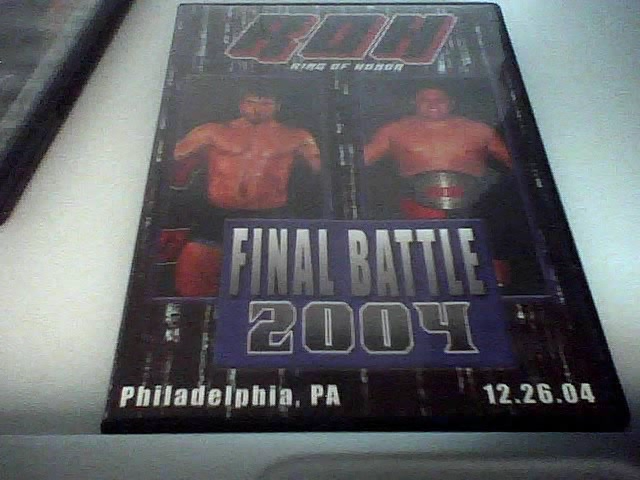 ROH
RING OF HONOR
FINAL BATTLE
2004
Philadelphia, PA
12.26.04